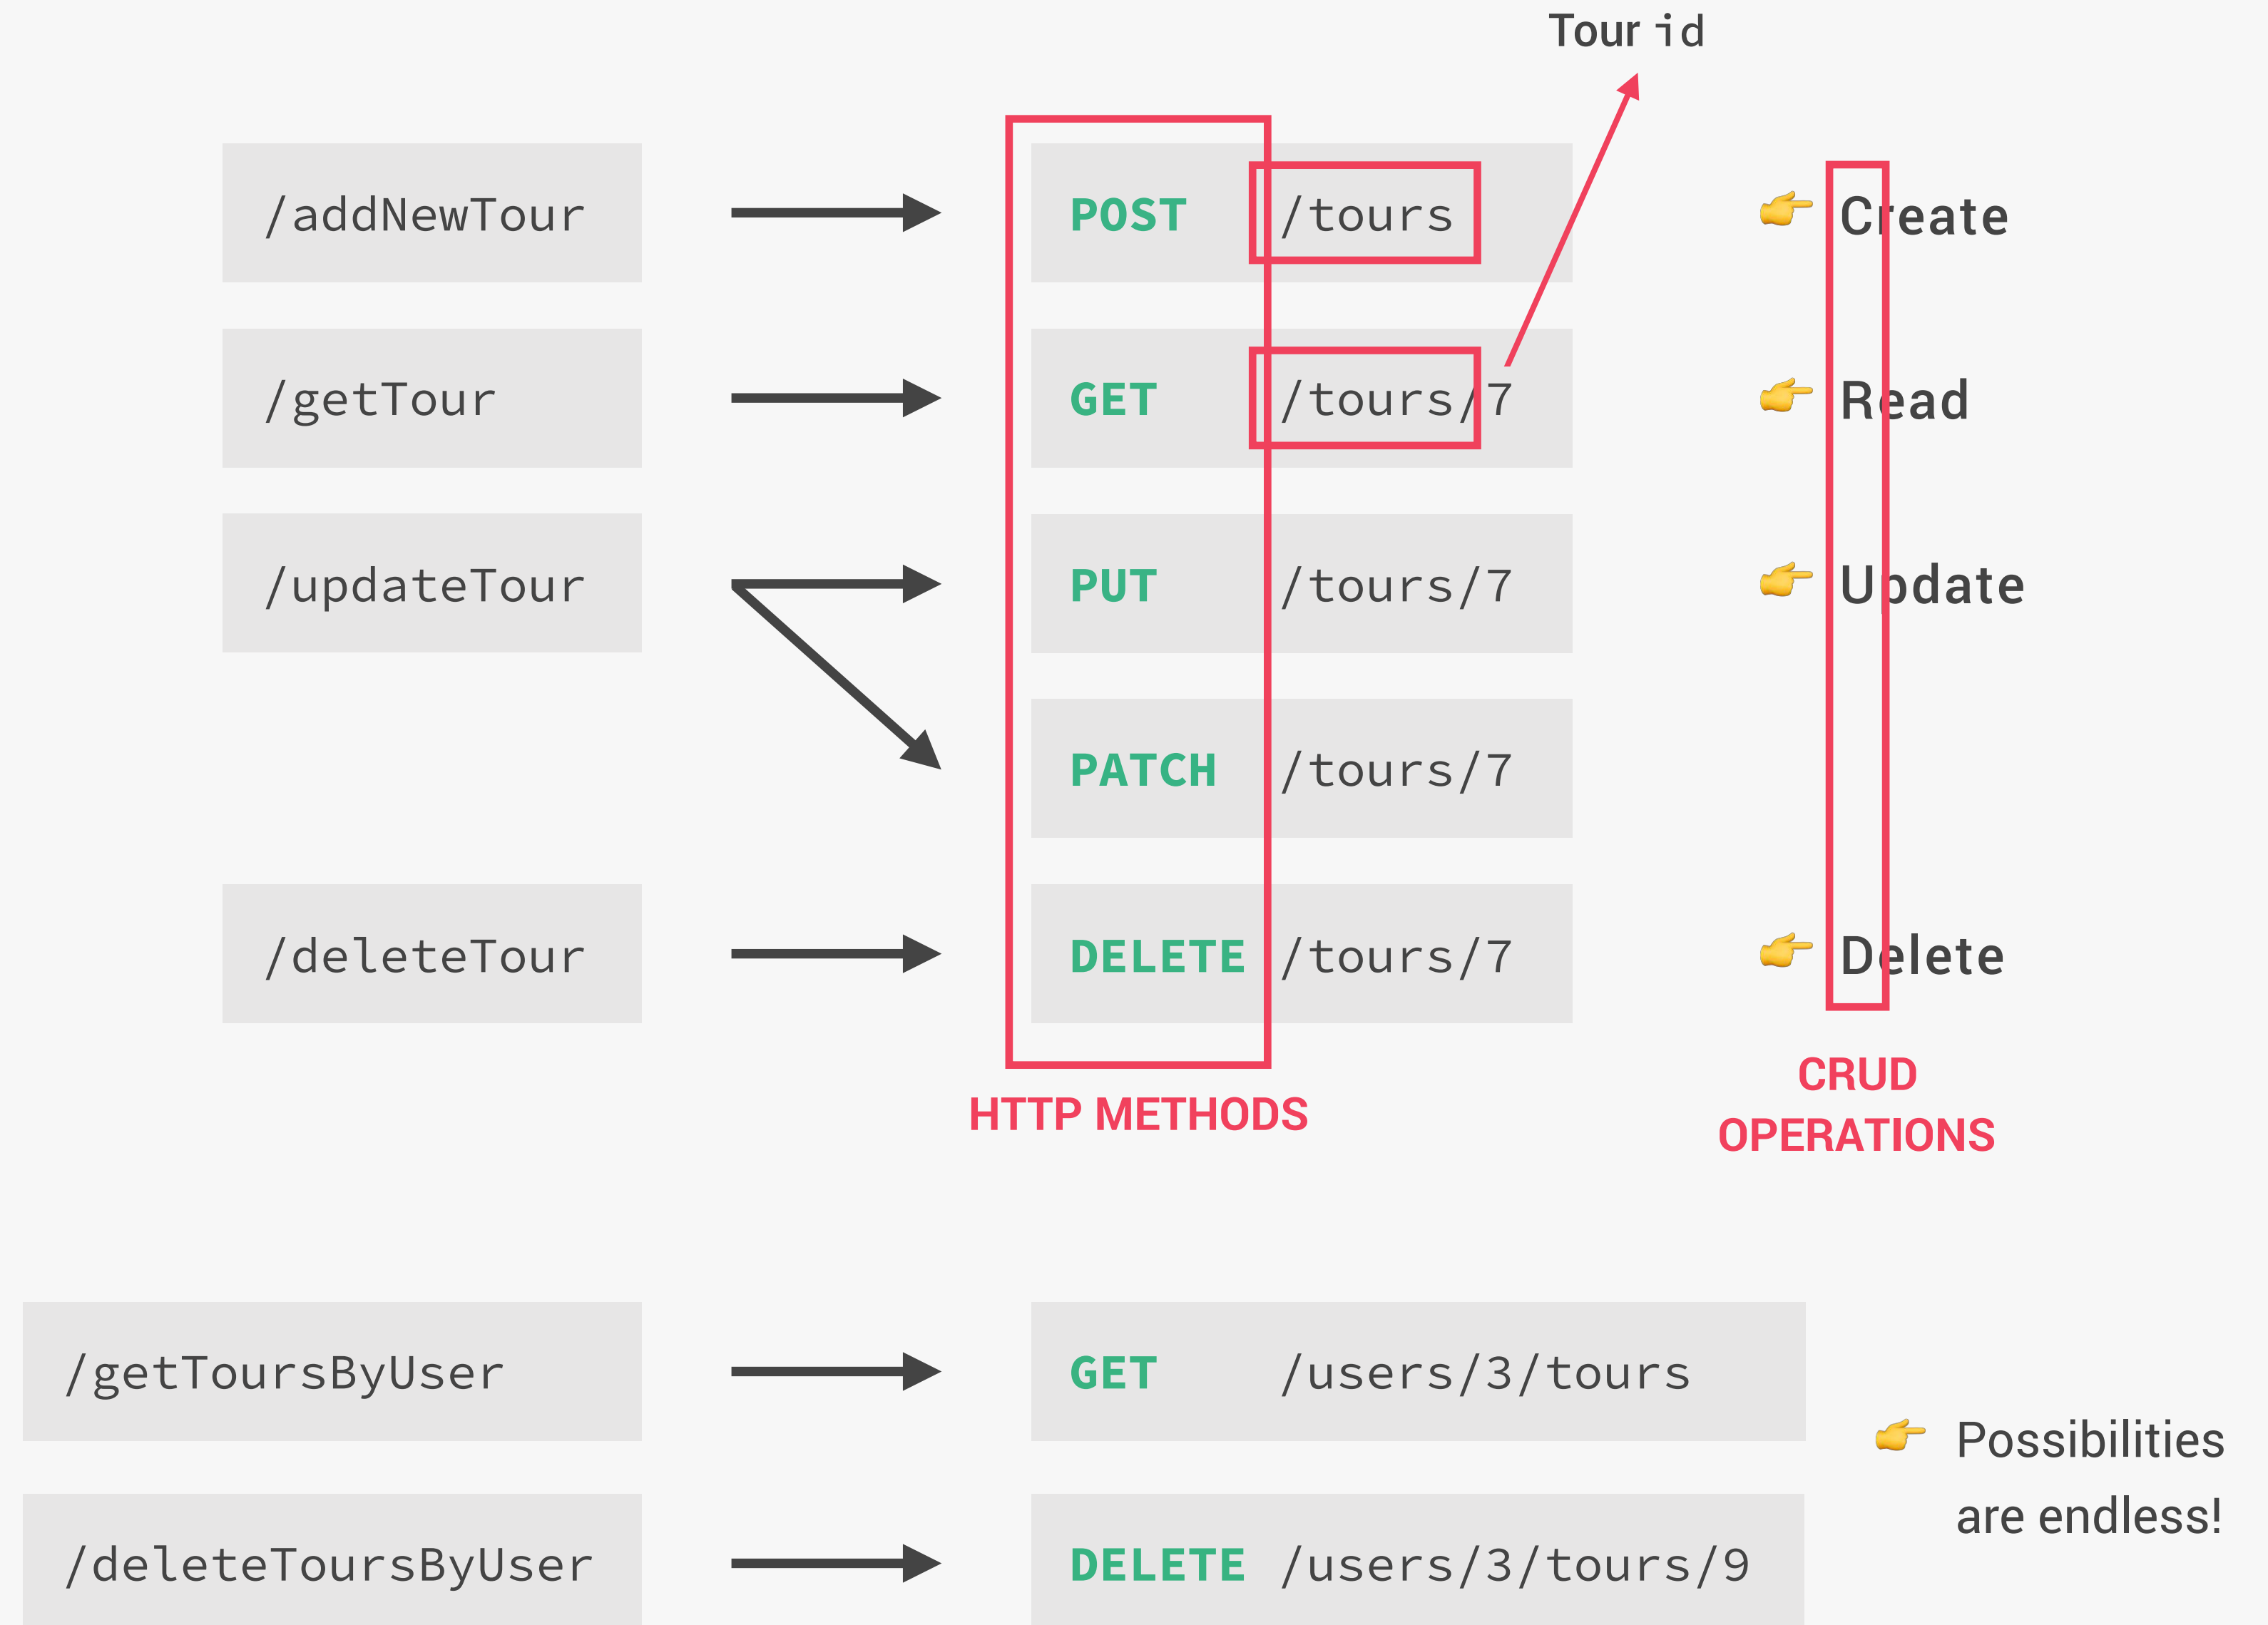 Tour id
/addNewTour POST /tours 👉 Create
/getTour GET /tours/7 👉 Read
/updateTour PUT /tours/7 👉 Update
PATCH /tours/7
/deleteTour DELETE /tours/7 👉 Delete
HTTP METHODS
CRUD
OPERATIONS
/getToursByUser GET /users/3/tours
👉 Possibilities
are endless!
/deleteToursByUser DELETE /users/3/tours/9